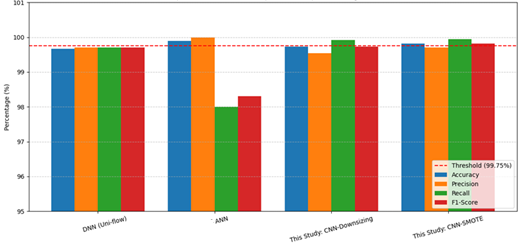 101
100
99
98
97
96
95
Percentage (%)
Threshold (99.75%)
Accuracy
Precision
Recall
F1-Score
DNN (Uni-flow)
ANN
This Study: CNN-Downsizing
This Study: CNN-SMOTE